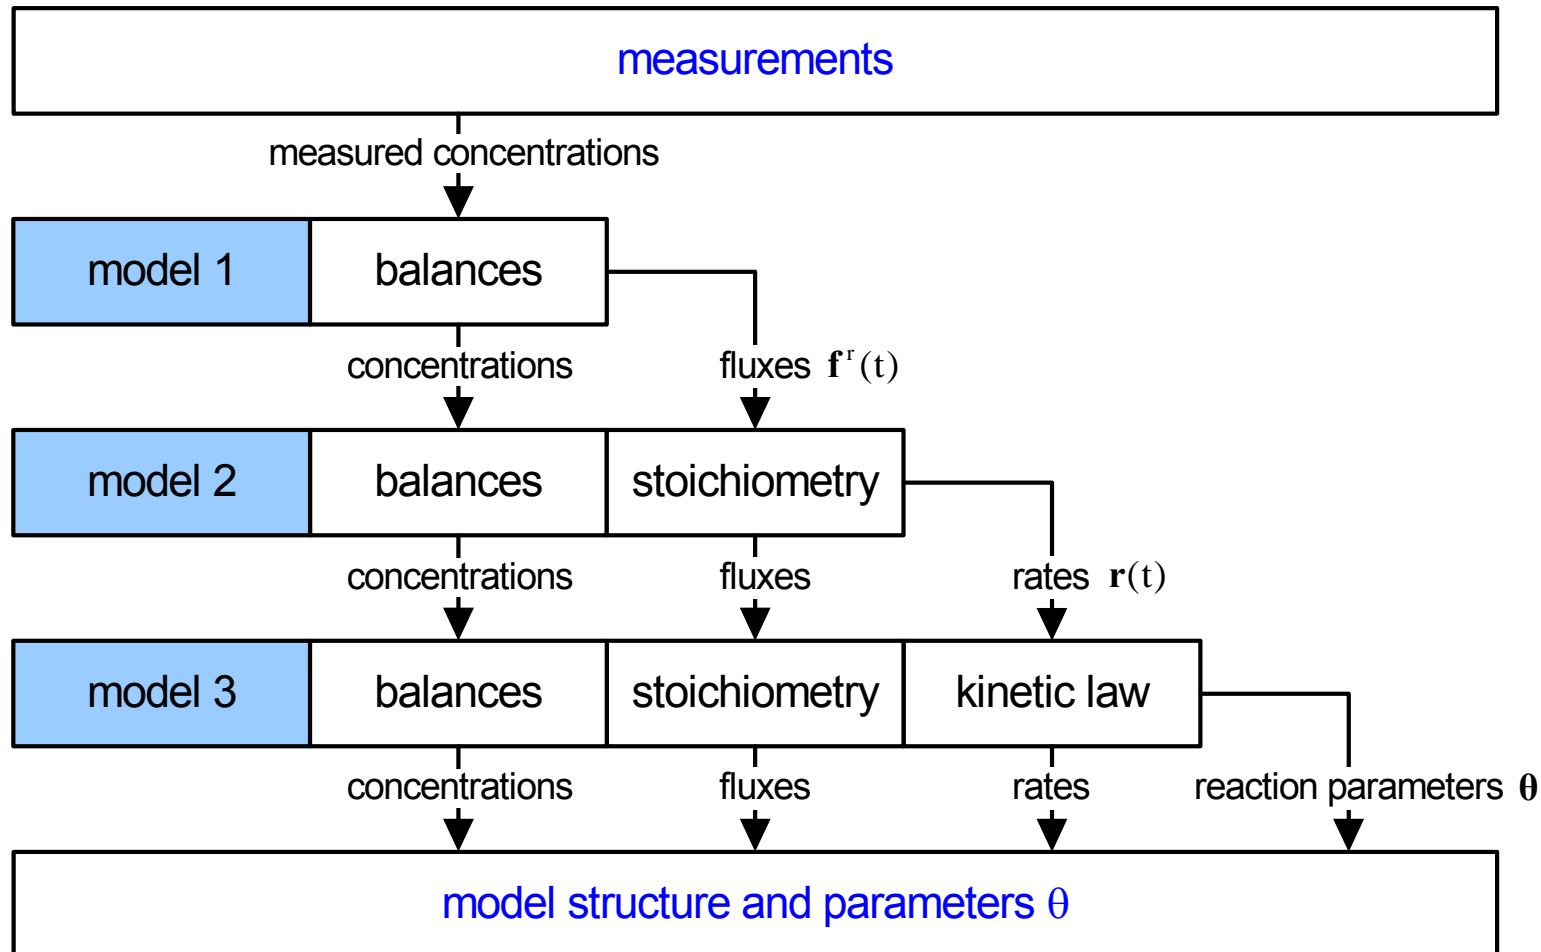 measurements
measured concentrations
model 1 balances
concentrations fluxes fʳ(t)
model 2 balances stoichiometry
concentrations fluxes rates r(t)
model 3 balances stoichiometry kinetic law
concentrations fluxes rates reaction parameters θ
model structure and parameters θ